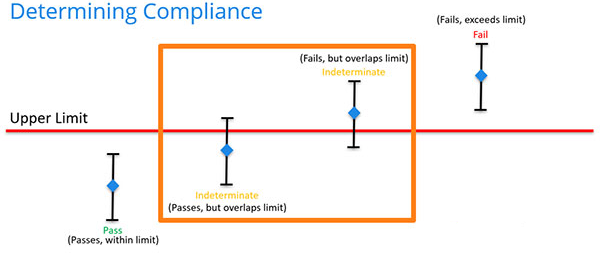 Determining Compliance
(Fails, exceeds limit)
Fail
(Fails, but overlaps limit)
Indeterminate
Upper Limit
Indeterminate
(Passes, but overlaps limit)
Pass
(Passes, within limit)